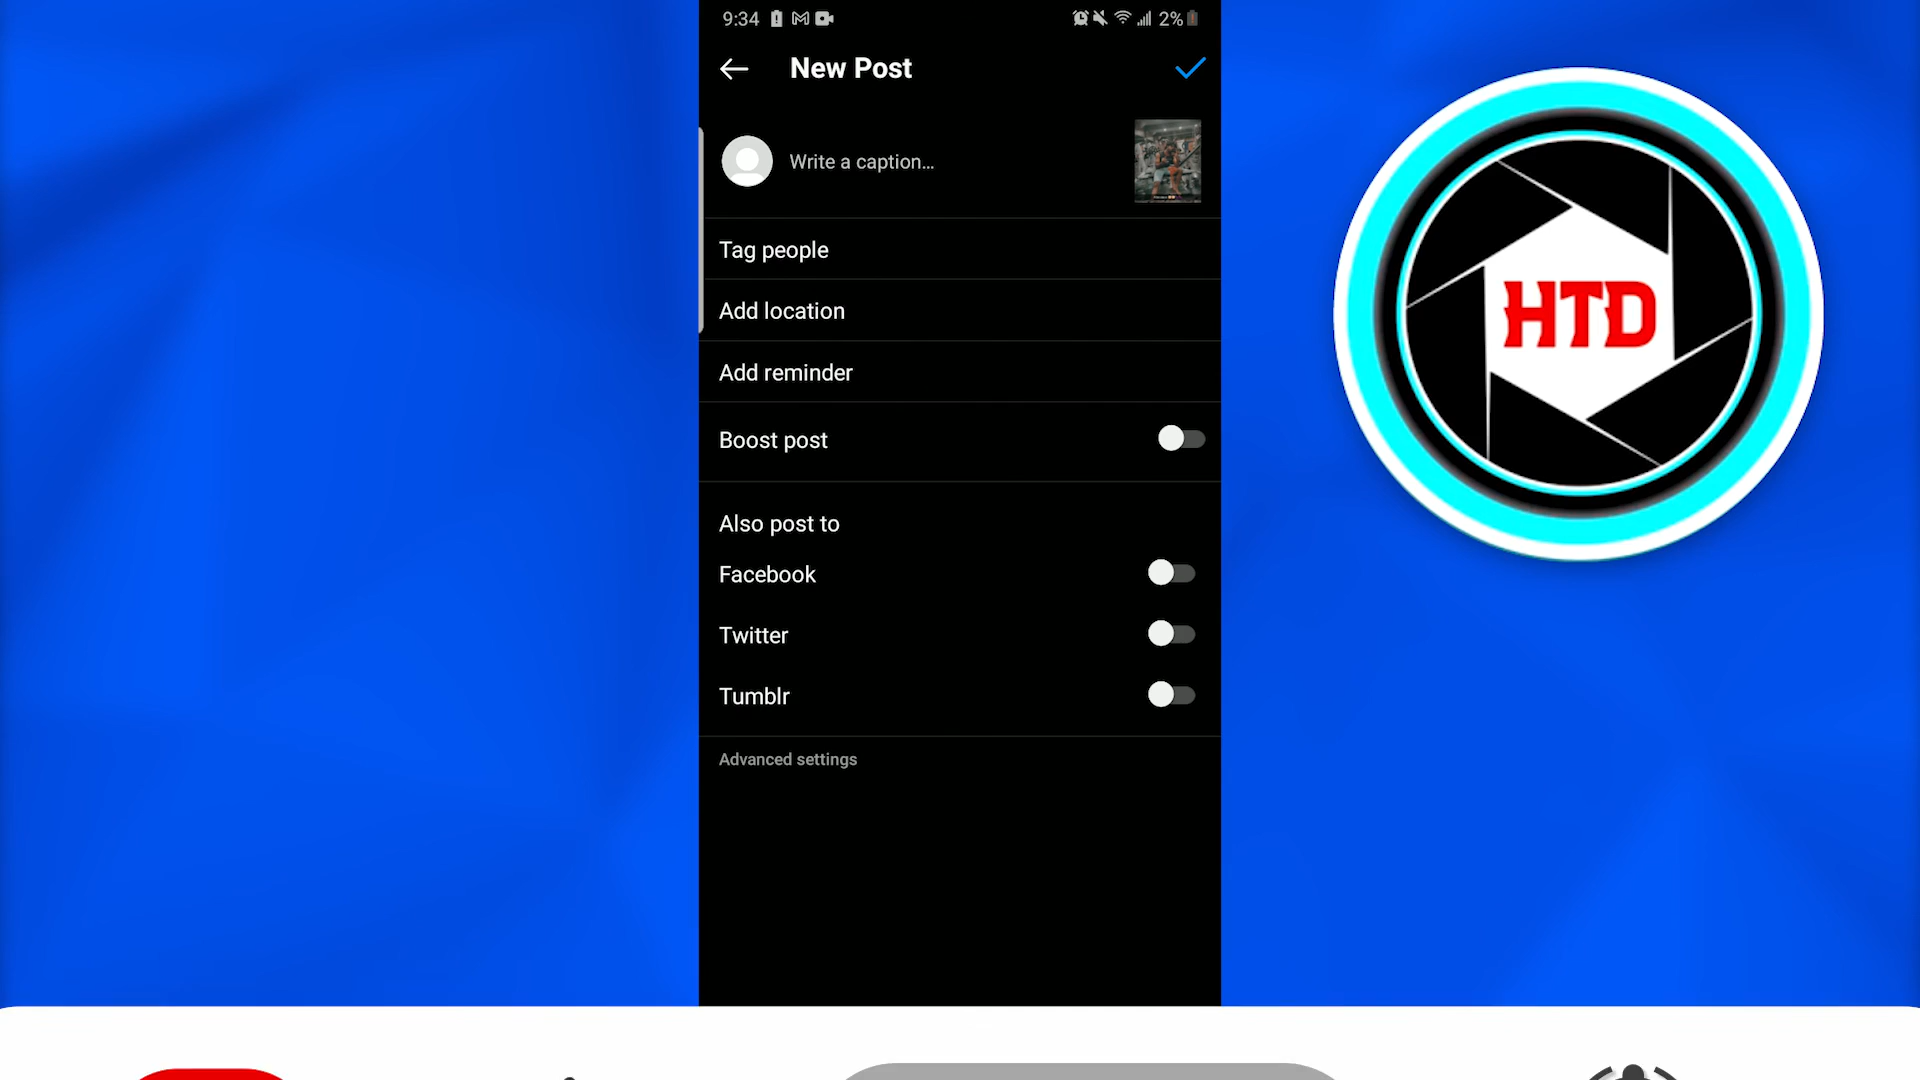 9:34
2%
New Post
Write a caption...
Tag people
Add location
Add reminder
Boost post
Also post to
Facebook
Twitter
Tumblr
Advanced settings
HTD